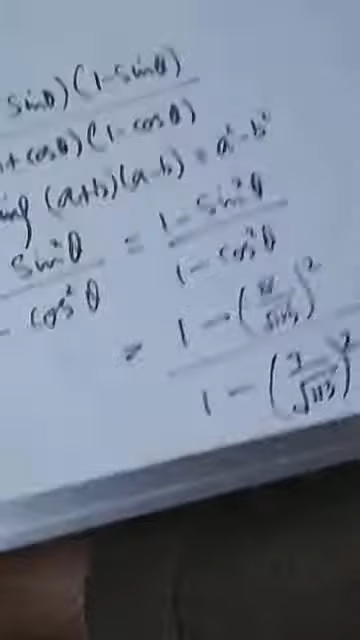 sinθ)(1-sinθ)
+cosθ)(1-cosθ)
(a+b)(a-b) = a²-b²
sin²θ = 1-sin²θ
- cos²θ 1-cos²θ
= 1-( /√113)²
1-(7/√113)²